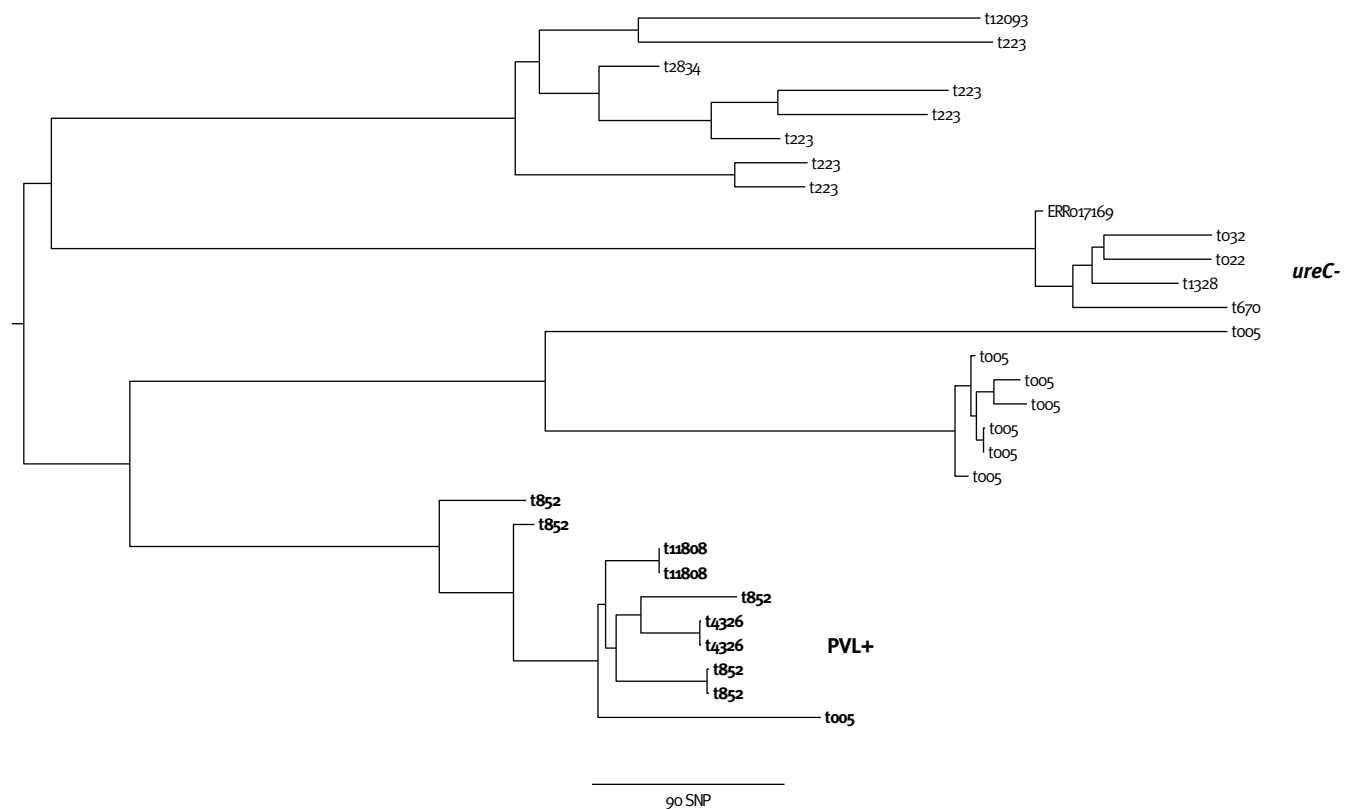 t12093
t223
t2834
t223
t223
t223
t223
t223
ERR017169
t032
t022
ureC-
t1328
t670
t005
t005
t005
t005
t005
t005
t005
t852
t852
t11808
t11808
t852
t4326
t4326
PVL+
t852
t852
t005
90 SNP